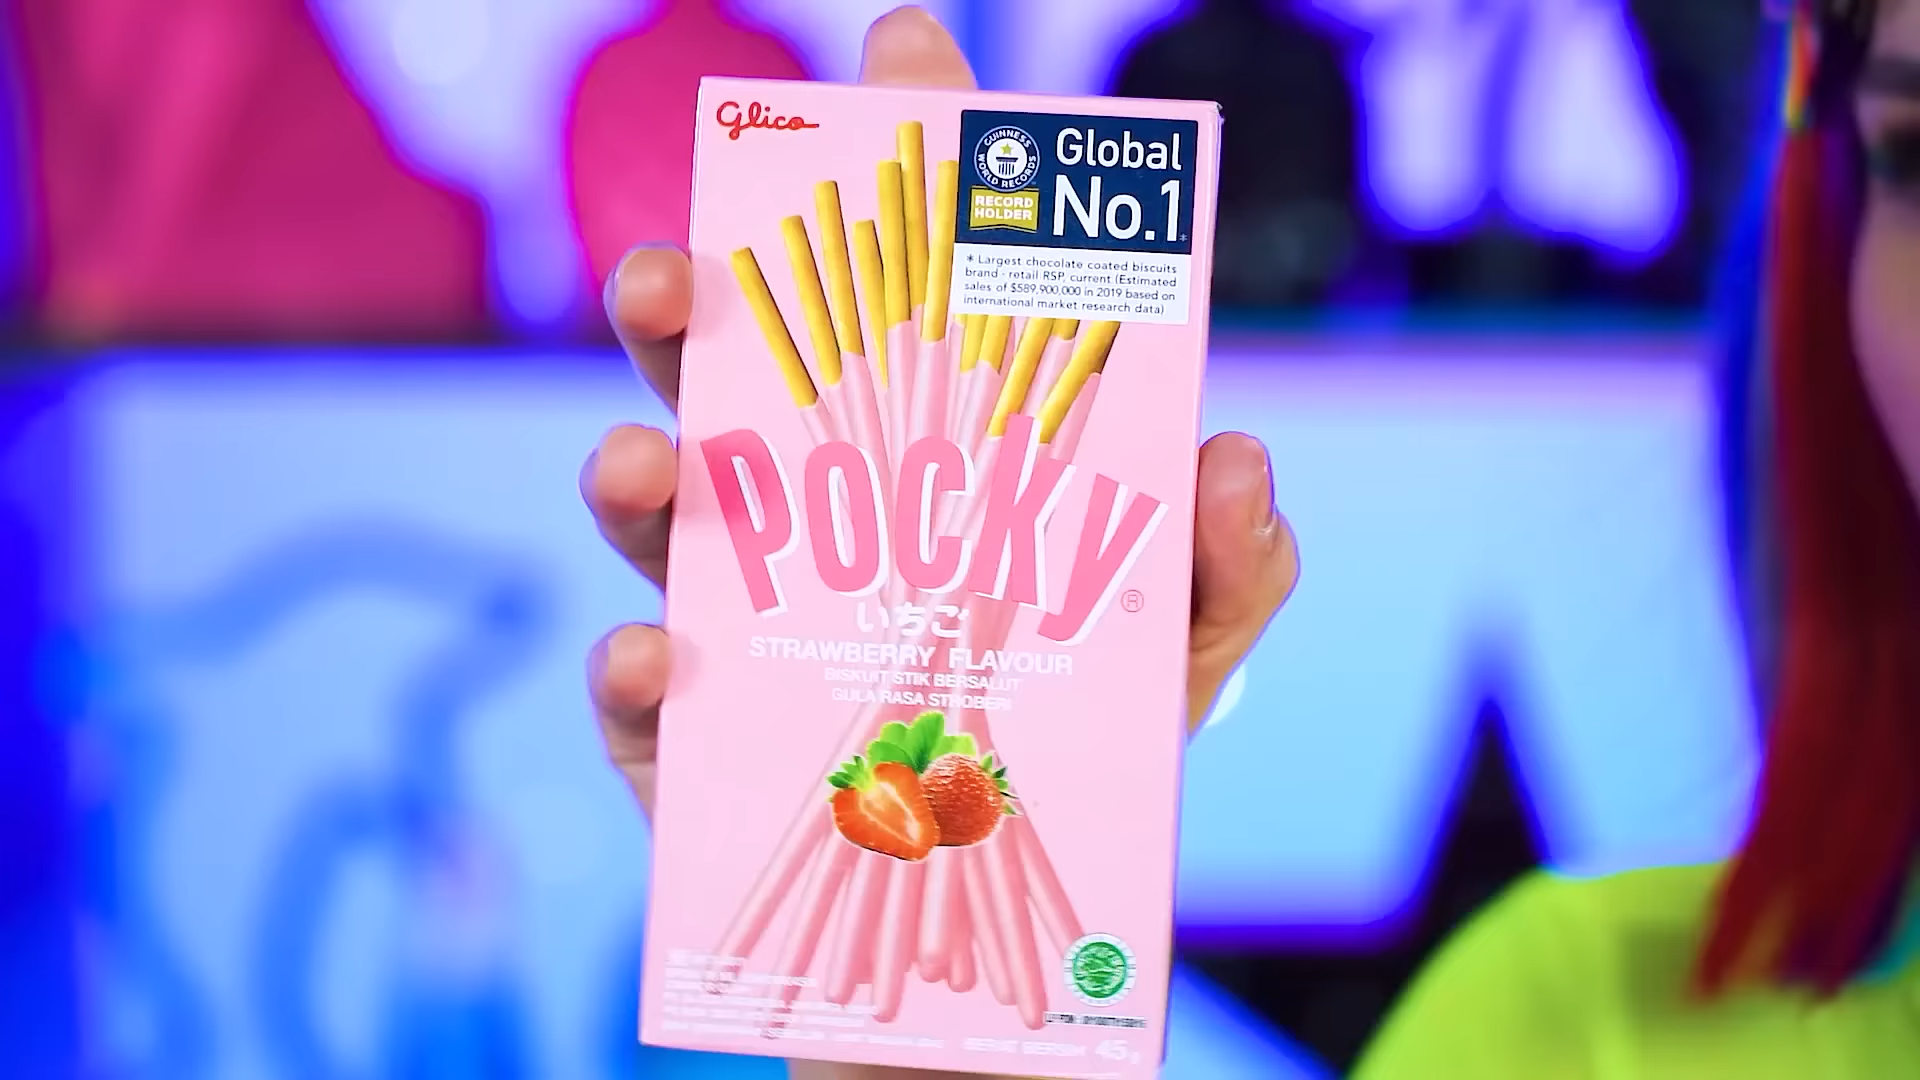 Glico
GUINNESS
WORLD RECORDS
RECORD
HOLDER
Global
No.1*
* Largest chocolate coated biscuits
brand - retail RSP, current (Estimated
sales of $589,900,000 in 2019 based on
international market research data)
POCKY®
いちご
STRAWBERRY FLAVOUR
BISKUIT STIK BERSALUT
GULA RASA STROBERI
BERAT BERSIH 45g